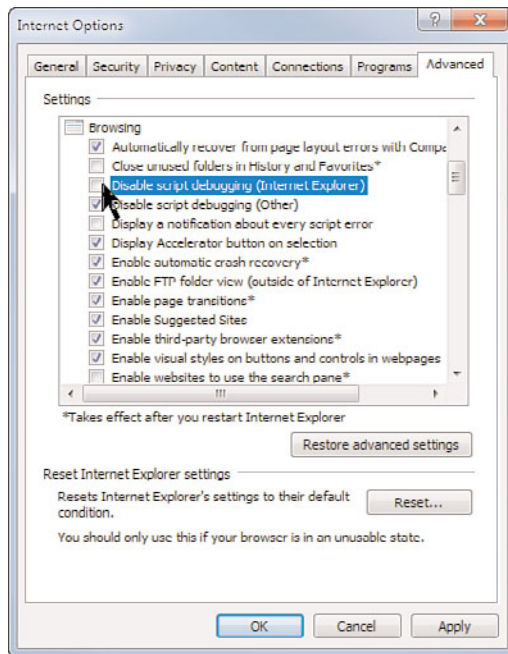 Internet Options
General Security Privacy Content Connections Programs Advanced
Settings
Browsing
Automatically recover from page layout errors with Compa
Close unused folders in History and Favorites*
Disable script debugging (Internet Explorer)
Disable script debugging (Other)
Display a notification about every script error
Display Accelerator button on selection
Enable automatic crash recovery*
Enable FTP folder view (outside of Internet Explorer)
Enable page transitions*
Enable Suggested Sites
Enable third-party browser extensions*
Enable visual styles on buttons and controls in webpages
Enable websites to use the search pane*
*Takes effect after you restart Internet Explorer
Restore advanced settings
Reset Internet Explorer settings
Resets Internet Explorer's settings to their default
condition.
Reset...
You should only use this if your browser is in an unusable state.
OK Cancel Apply